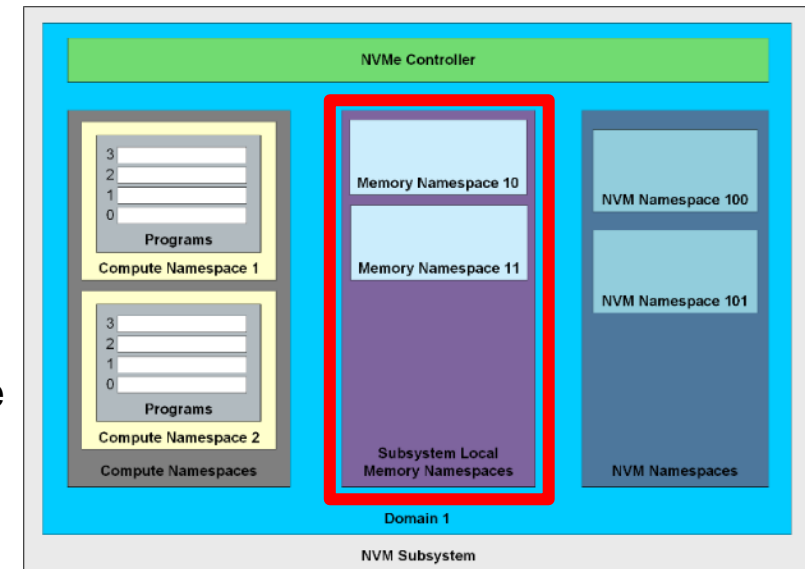 NVMe Controller
3
2
1
0
Programs
Compute Namespace 1
3
2
1
0
Programs
Compute Namespace 2
Compute Namespaces
Memory Namespace 10
Memory Namespace 11
Subsystem Local
Memory Namespaces
NVM Namespace 100
NVM Namespace 101
NVM Namespaces
Domain 1
NVM Subsystem
e